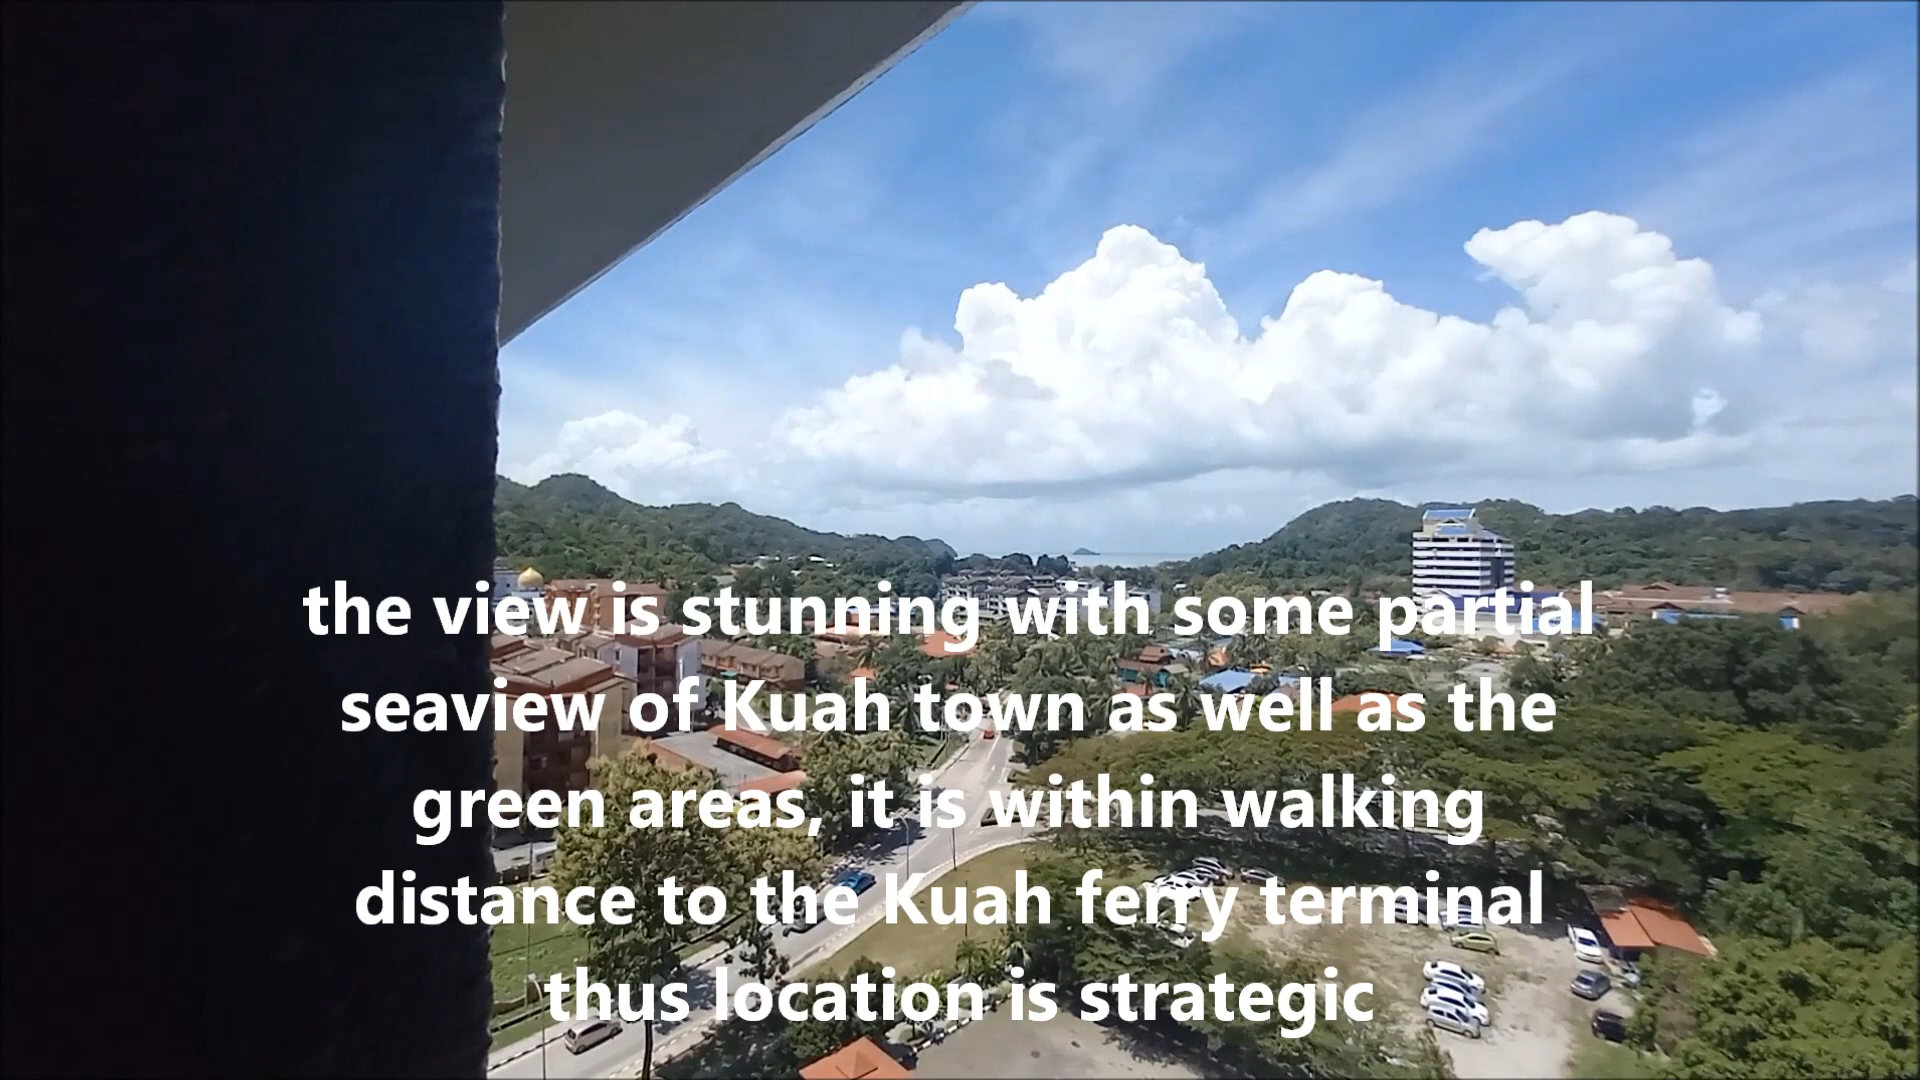 the view is stunning with some partial
seaview of Kuah town as well as the
green areas, it is within walking
distance to the Kuah ferry terminal
thus location is strategic